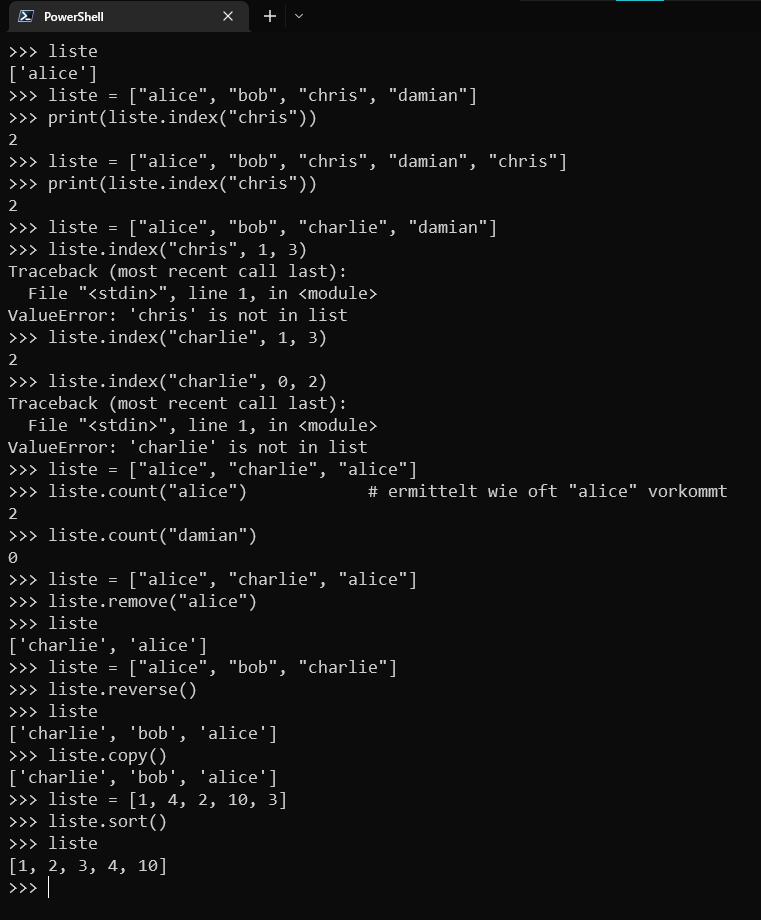 PowerShell
>>> liste
['alice']
>>> liste = ["alice", "bob", "chris", "damian"]
>>> print(liste.index("chris"))
2
>>> liste = ["alice", "bob", "chris", "damian", "chris"]
>>> print(liste.index("chris"))
2
>>> liste = ["alice", "bob", "charlie", "damian"]
>>> liste.index("chris", 1, 3)
Traceback (most recent call last):
  File "<stdin>", line 1, in <module>
ValueError: 'chris' is not in list
>>> liste.index("charlie", 1, 3)
2
>>> liste.index("charlie", 0, 2)
Traceback (most recent call last):
  File "<stdin>", line 1, in <module>
ValueError: 'charlie' is not in list
>>> liste = ["alice", "charlie", "alice"]
>>> liste.count("alice")            # ermittelt wie oft "alice" vorkommt
2
>>> liste.count("damian")
0
>>> liste = ["alice", "charlie", "alice"]
>>> liste.remove("alice")
>>> liste
['charlie', 'alice']
>>> liste = ["alice", "bob", "charlie"]
>>> liste.reverse()
>>> liste
['charlie', 'bob', 'alice']
>>> liste.copy()
['charlie', 'bob', 'alice']
>>> liste = [1, 4, 2, 10, 3]
>>> liste.sort()
>>> liste
[1, 2, 3, 4, 10]
>>>